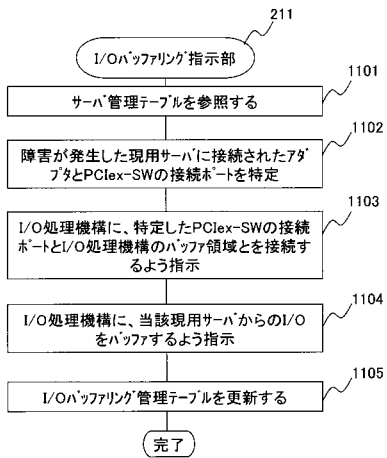 211
I/Oバッファリング指示部
1101
サーバ管理テーブルを参照する
1102
障害が発生した現用サーバに接続されたアダ
プタとPCIex-SWの接続ポートを特定
1103
I/O処理機構に、特定したPCIex-SWの接続
ポートとI/O処理機構のバッファ領域とを接続す
るよう指示
1104
I/O処理機構に、当該現用サーバからのI/O
をバッファするよう指示
1105
I/Oバッファリング管理テーブルを更新する
完了